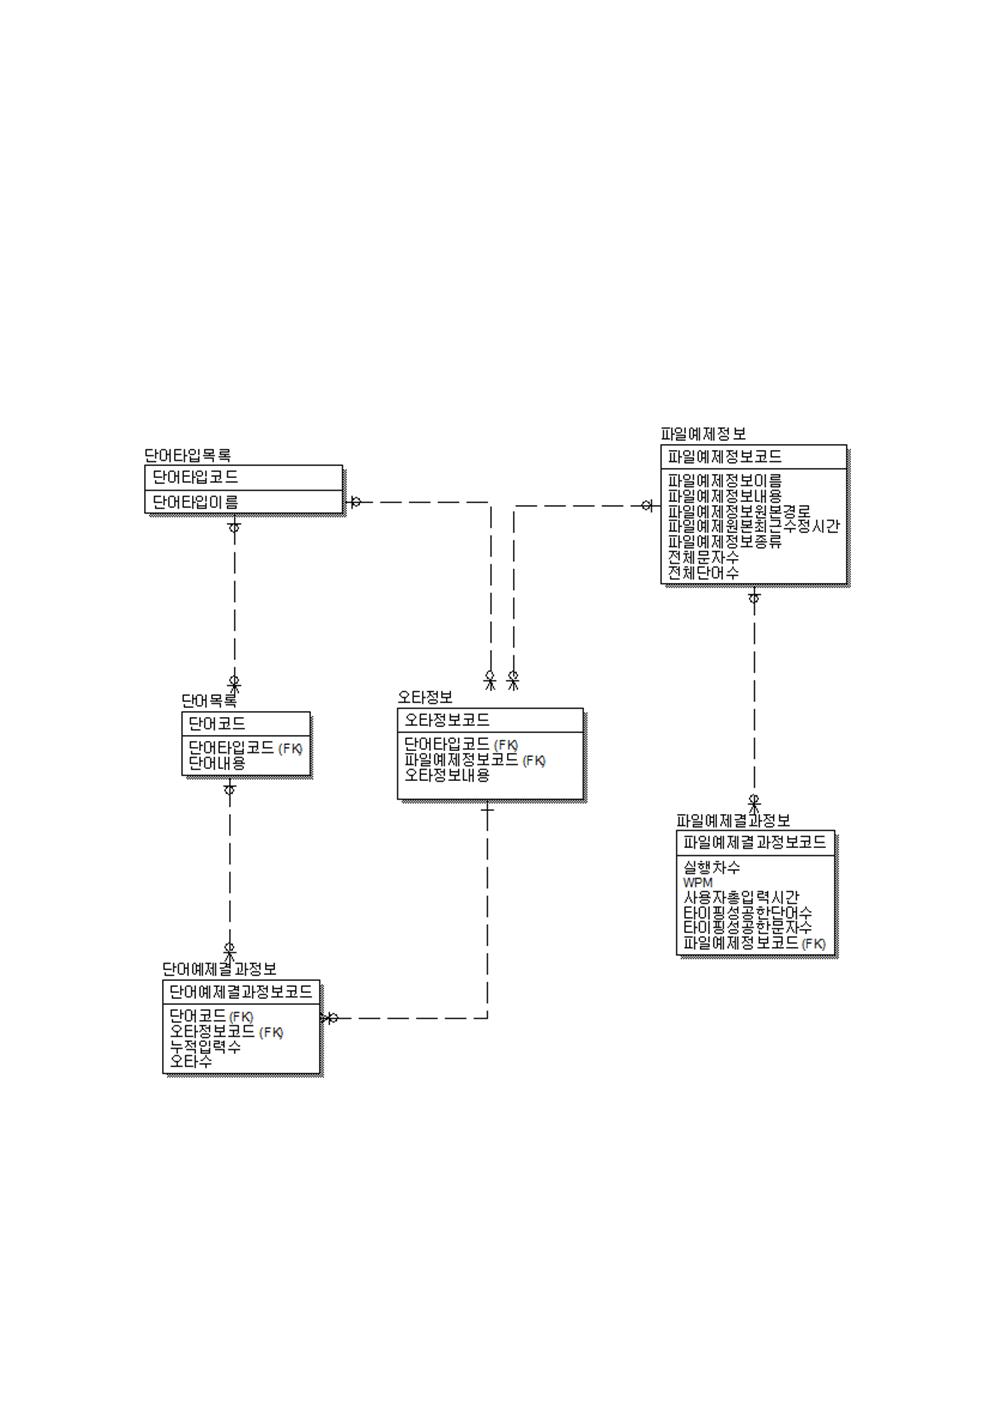 단어타입목록
단어타입코드
단어타입이름
파일예제정보
파일예제정보코드
파일예제정보이름
파일예제정보내용
파일예제정보원본경로
파일예제원본최근수정시간
파일예제정보종류
전체문자수
전체단어수
단어목록
단어코드
단어타입코드 (FK)
단어내용
오타정보
오타정보코드
단어타입코드 (FK)
파일예제정보코드 (FK)
오타정보내용
파일예제결과정보
파일예제결과정보코드
실행차수
WPM
사용자총입력시간
타이핑성공한단어수
타이핑성공한문자수
파일예제정보코드 (FK)
단어예제결과정보
단어예제결과정보코드
단어코드 (FK)
오타정보코드 (FK)
누적입력수
오타수